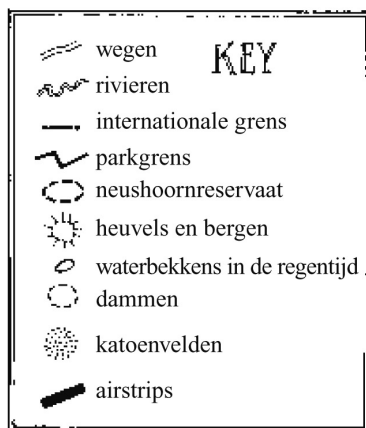 KEY
wegen
rivieren
internationale grens
parkgrens
neushoornreservaat
heuvels en bergen
waterbekkens in de regentijd
dammen
katoenvelden
airstrips